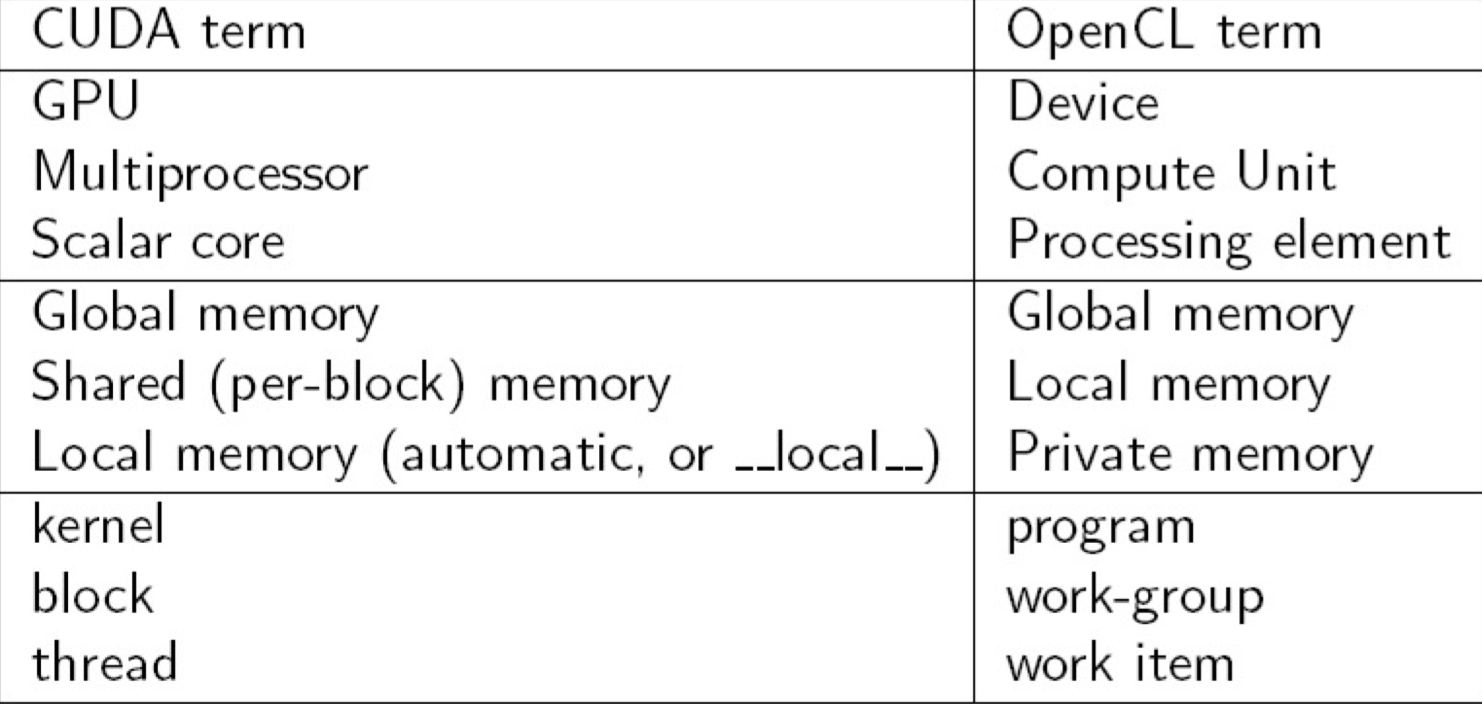 CUDA term OpenCL term
GPU Device
Multiprocessor Compute Unit
Scalar core Processing element
Global memory Global memory
Shared (per-block) memory Local memory
Local memory (automatic, or __local__) Private memory
kernel program
block work-group
thread work item